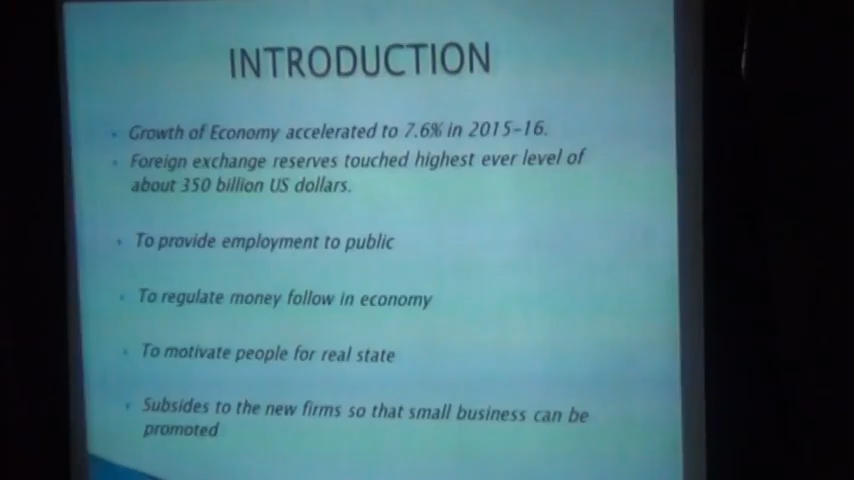 INTRODUCTION
Growth of Economy accelerated to 7.6% in 2015-16.
Foreign exchange reserves touched highest ever level of
about 350 billion US dollars.
To provide employment to public
To regulate money follow in economy
To motivate people for real state
Subsides to the new firms so that small business can be
promoted